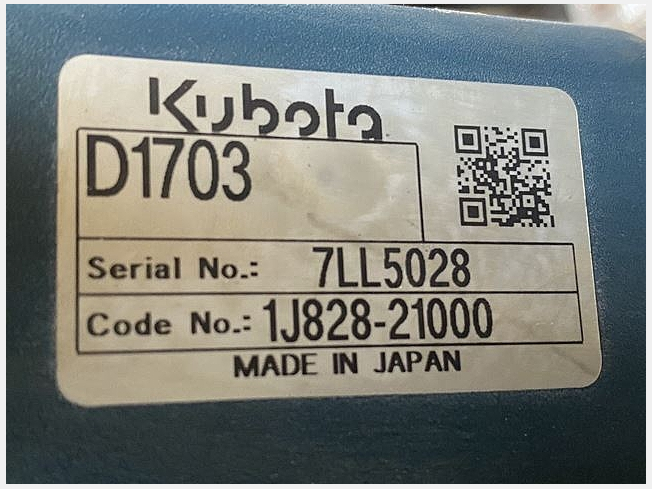 Kubota
D1703
Serial No.: 7LL5028
Code No.: 1J828-21000
MADE IN JAPAN